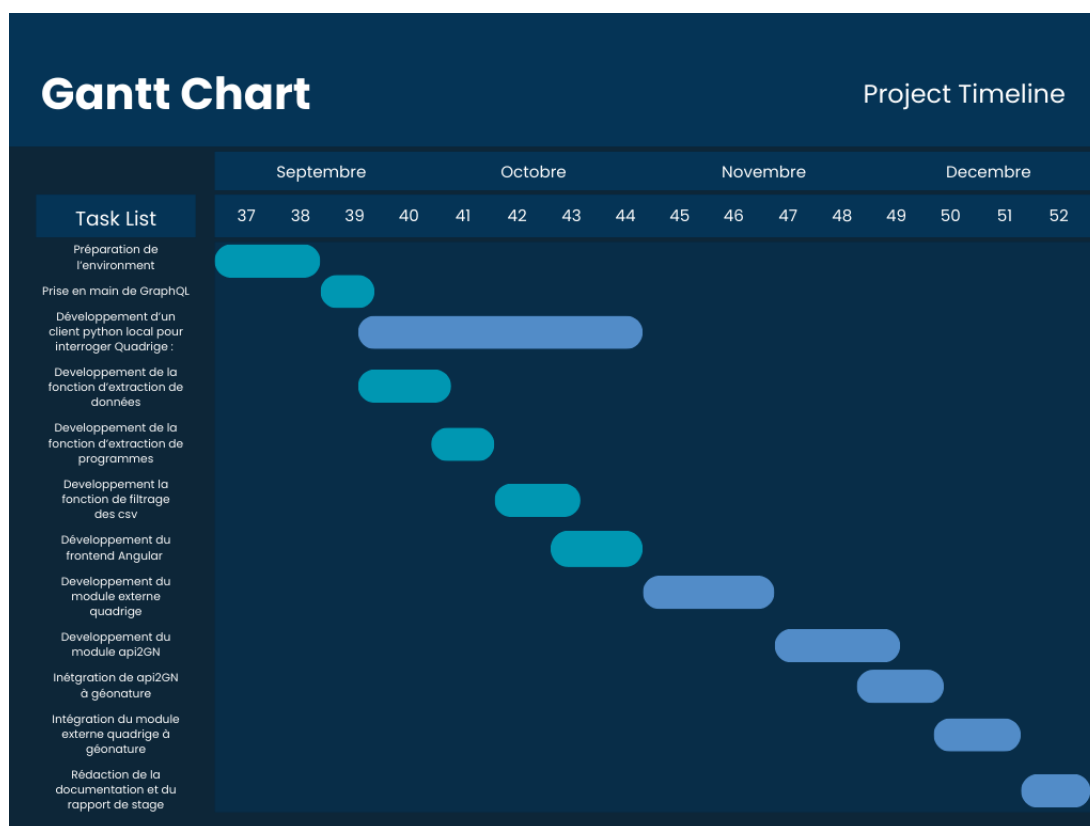 Gantt Chart
Project Timeline
Septembre Octobre Novembre Decembre
Task List 37 38 39 40 41 42 43 44 45 46 47 48 49 50 51 52
Préparation de
l'environment
Prise en main de GraphQL
Développement d'un
client python local pour
interroger Quadrige :
Developpement de la
fonction d'extraction de
données
Developpement de la
fonction d'extraction de
programmes
Developpement la
fonction de filtrage
des csv
Développement du
frontend Angular
Developpement du
module externe
quadrige
Developpement du
module api2GN
Inétgration de api2GN
à géonature
Intégration du module
externe quadrige à
géonature
Rédaction de la
documentation et du
rapport de stage